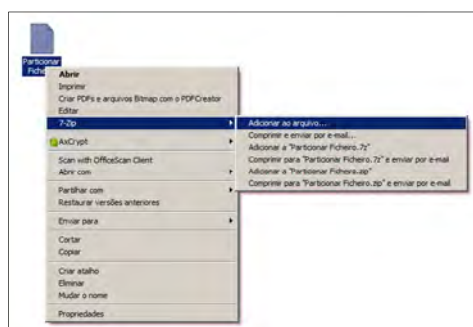 Particionar
Fiche
Abrir
Imprimir
Criar PDFs e arquivos Bitmap com o PDFCreator
Editar
7-Zip
AxCrypt
Scan with OfficeScan Client
Abrir com
Partilhar com
Restaurar versões anteriores
Enviar para
Cortar
Copiar
Criar atalho
Eliminar
Mudar o nome
Propriedades
Adicionar ao arquivo...
Comprimir e enviar por e-mail...
Adicionar a "Particionar Ficheiro.7z"
Comprimir para "Particionar Ficheiro.7z" e enviar por e-mail
Adicionar a "Particionar Ficheiro.zip"
Comprimir para "Particionar Ficheiro.zip" e enviar por e-mail